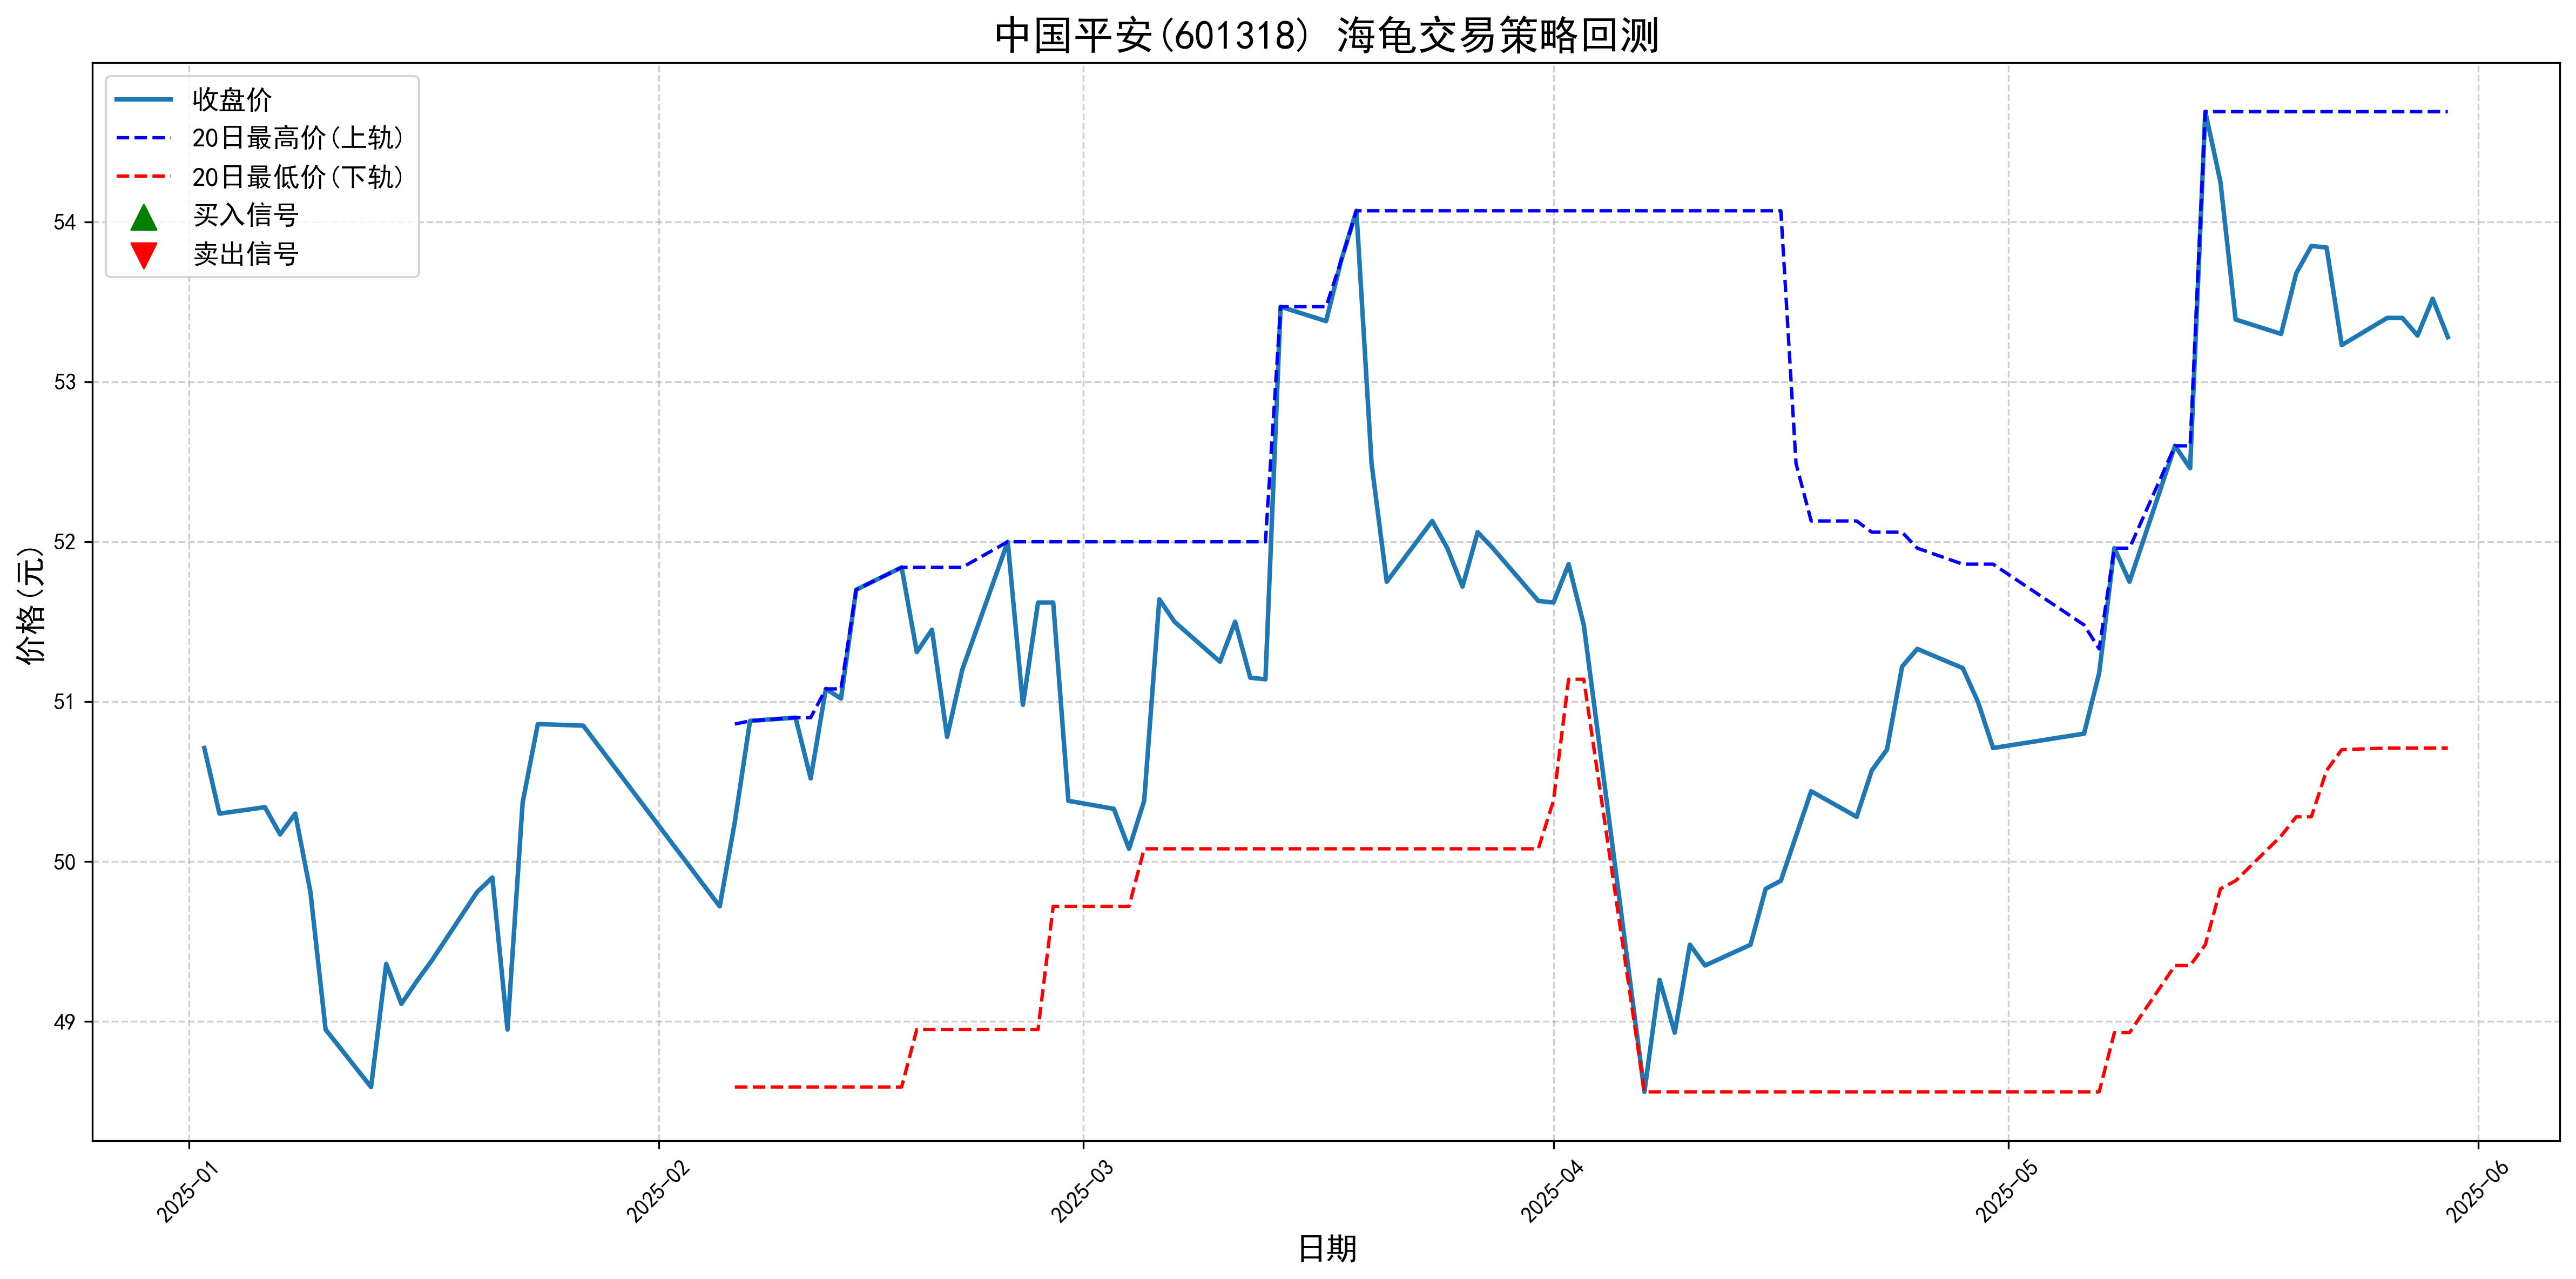 中国平安(601318) 海龟交易策略回测
收盘价
20日最高价(上轨)
20日最低价(下轨)
买入信号
卖出信号
价格(元)
54
53
52
51
50
49
2025-01
2025-02
2025-03
2025-04
2025-05
2025-06
日期